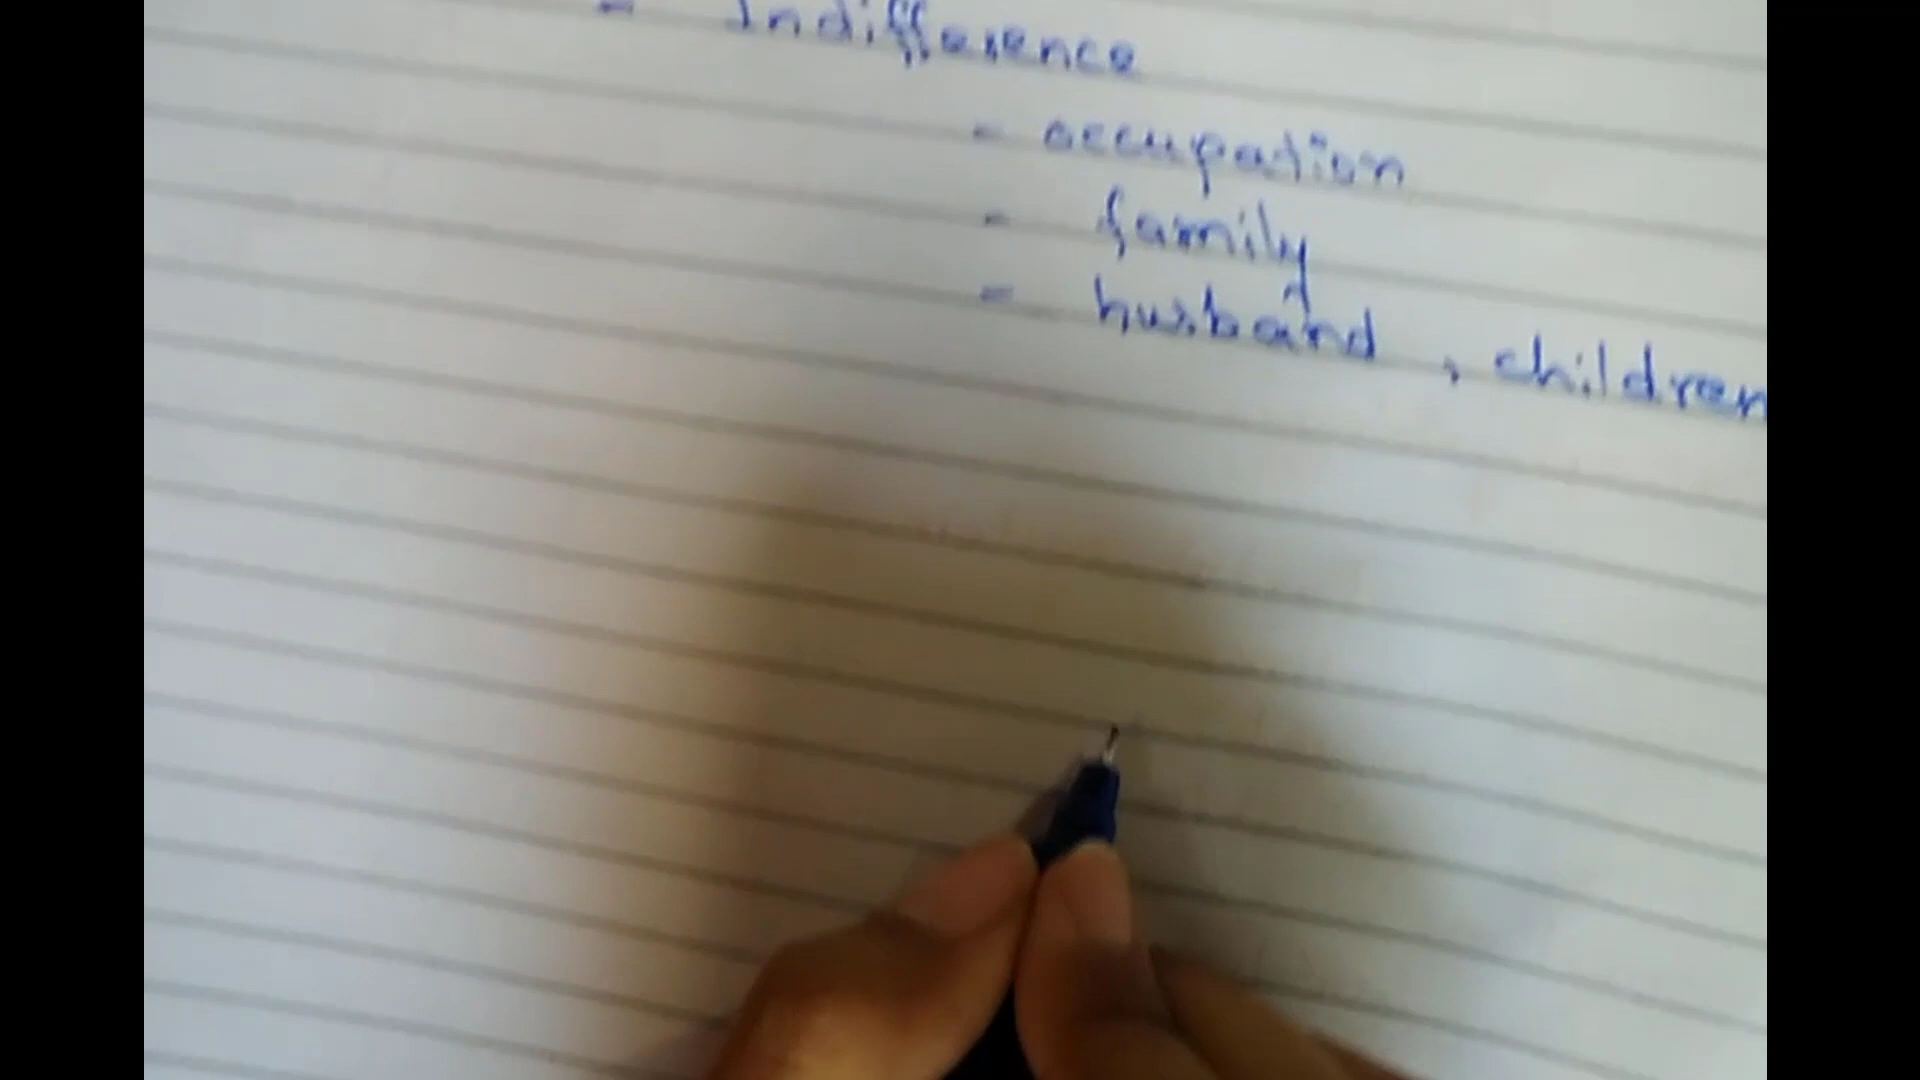 - Indifference
- occupation
- family
- husband, children